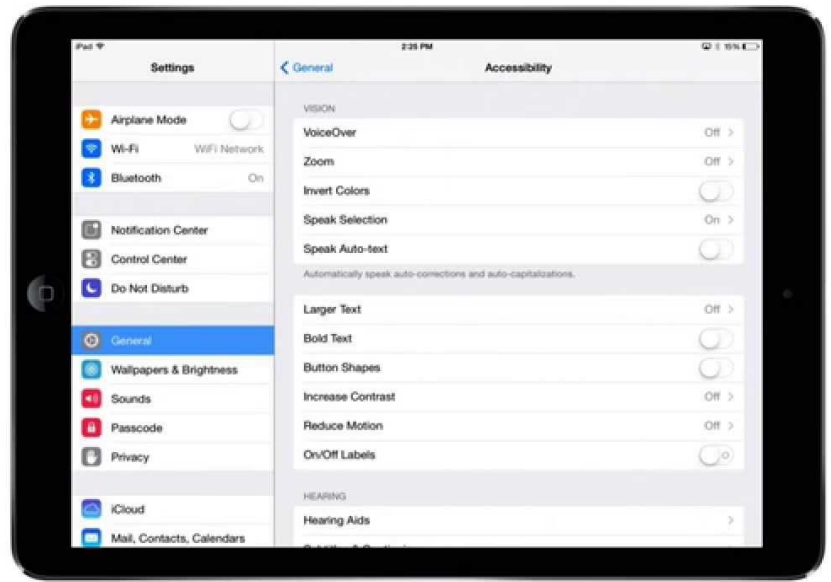 iPad
2:25 PM
15%
Settings
General
Accessibility
Airplane Mode
Wi-Fi
WiFi Network
Bluetooth
On
Notification Center
Control Center
Do Not Disturb
General
Wallpapers & Brightness
Sounds
Passcode
Privacy
iCloud
Mail, Contacts, Calendars
VISION
VoiceOver
Off
Zoom
Off
Invert Colors
Speak Selection
On
Speak Auto-text
Automatically speak auto-corrections and auto-capitalizations.
Larger Text
Off
Bold Text
Button Shapes
Increase Contrast
Off
Reduce Motion
Off
On/Off Labels
HEARING
Hearing Aids